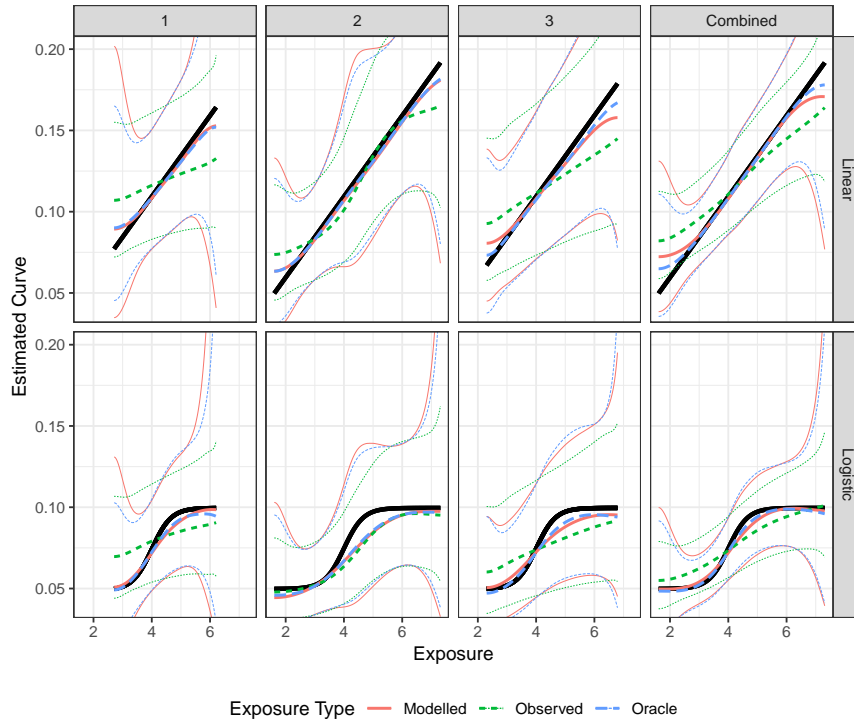 1 2 3 Combined
Linear
0.20
0.15
0.10
0.05
Estimated Curve
Logistic
0.20
0.15
0.10
0.05
2 4 6 2 4 6 2 4 6 2 4 6
Exposure
Exposure Type Modelled Observed Oracle